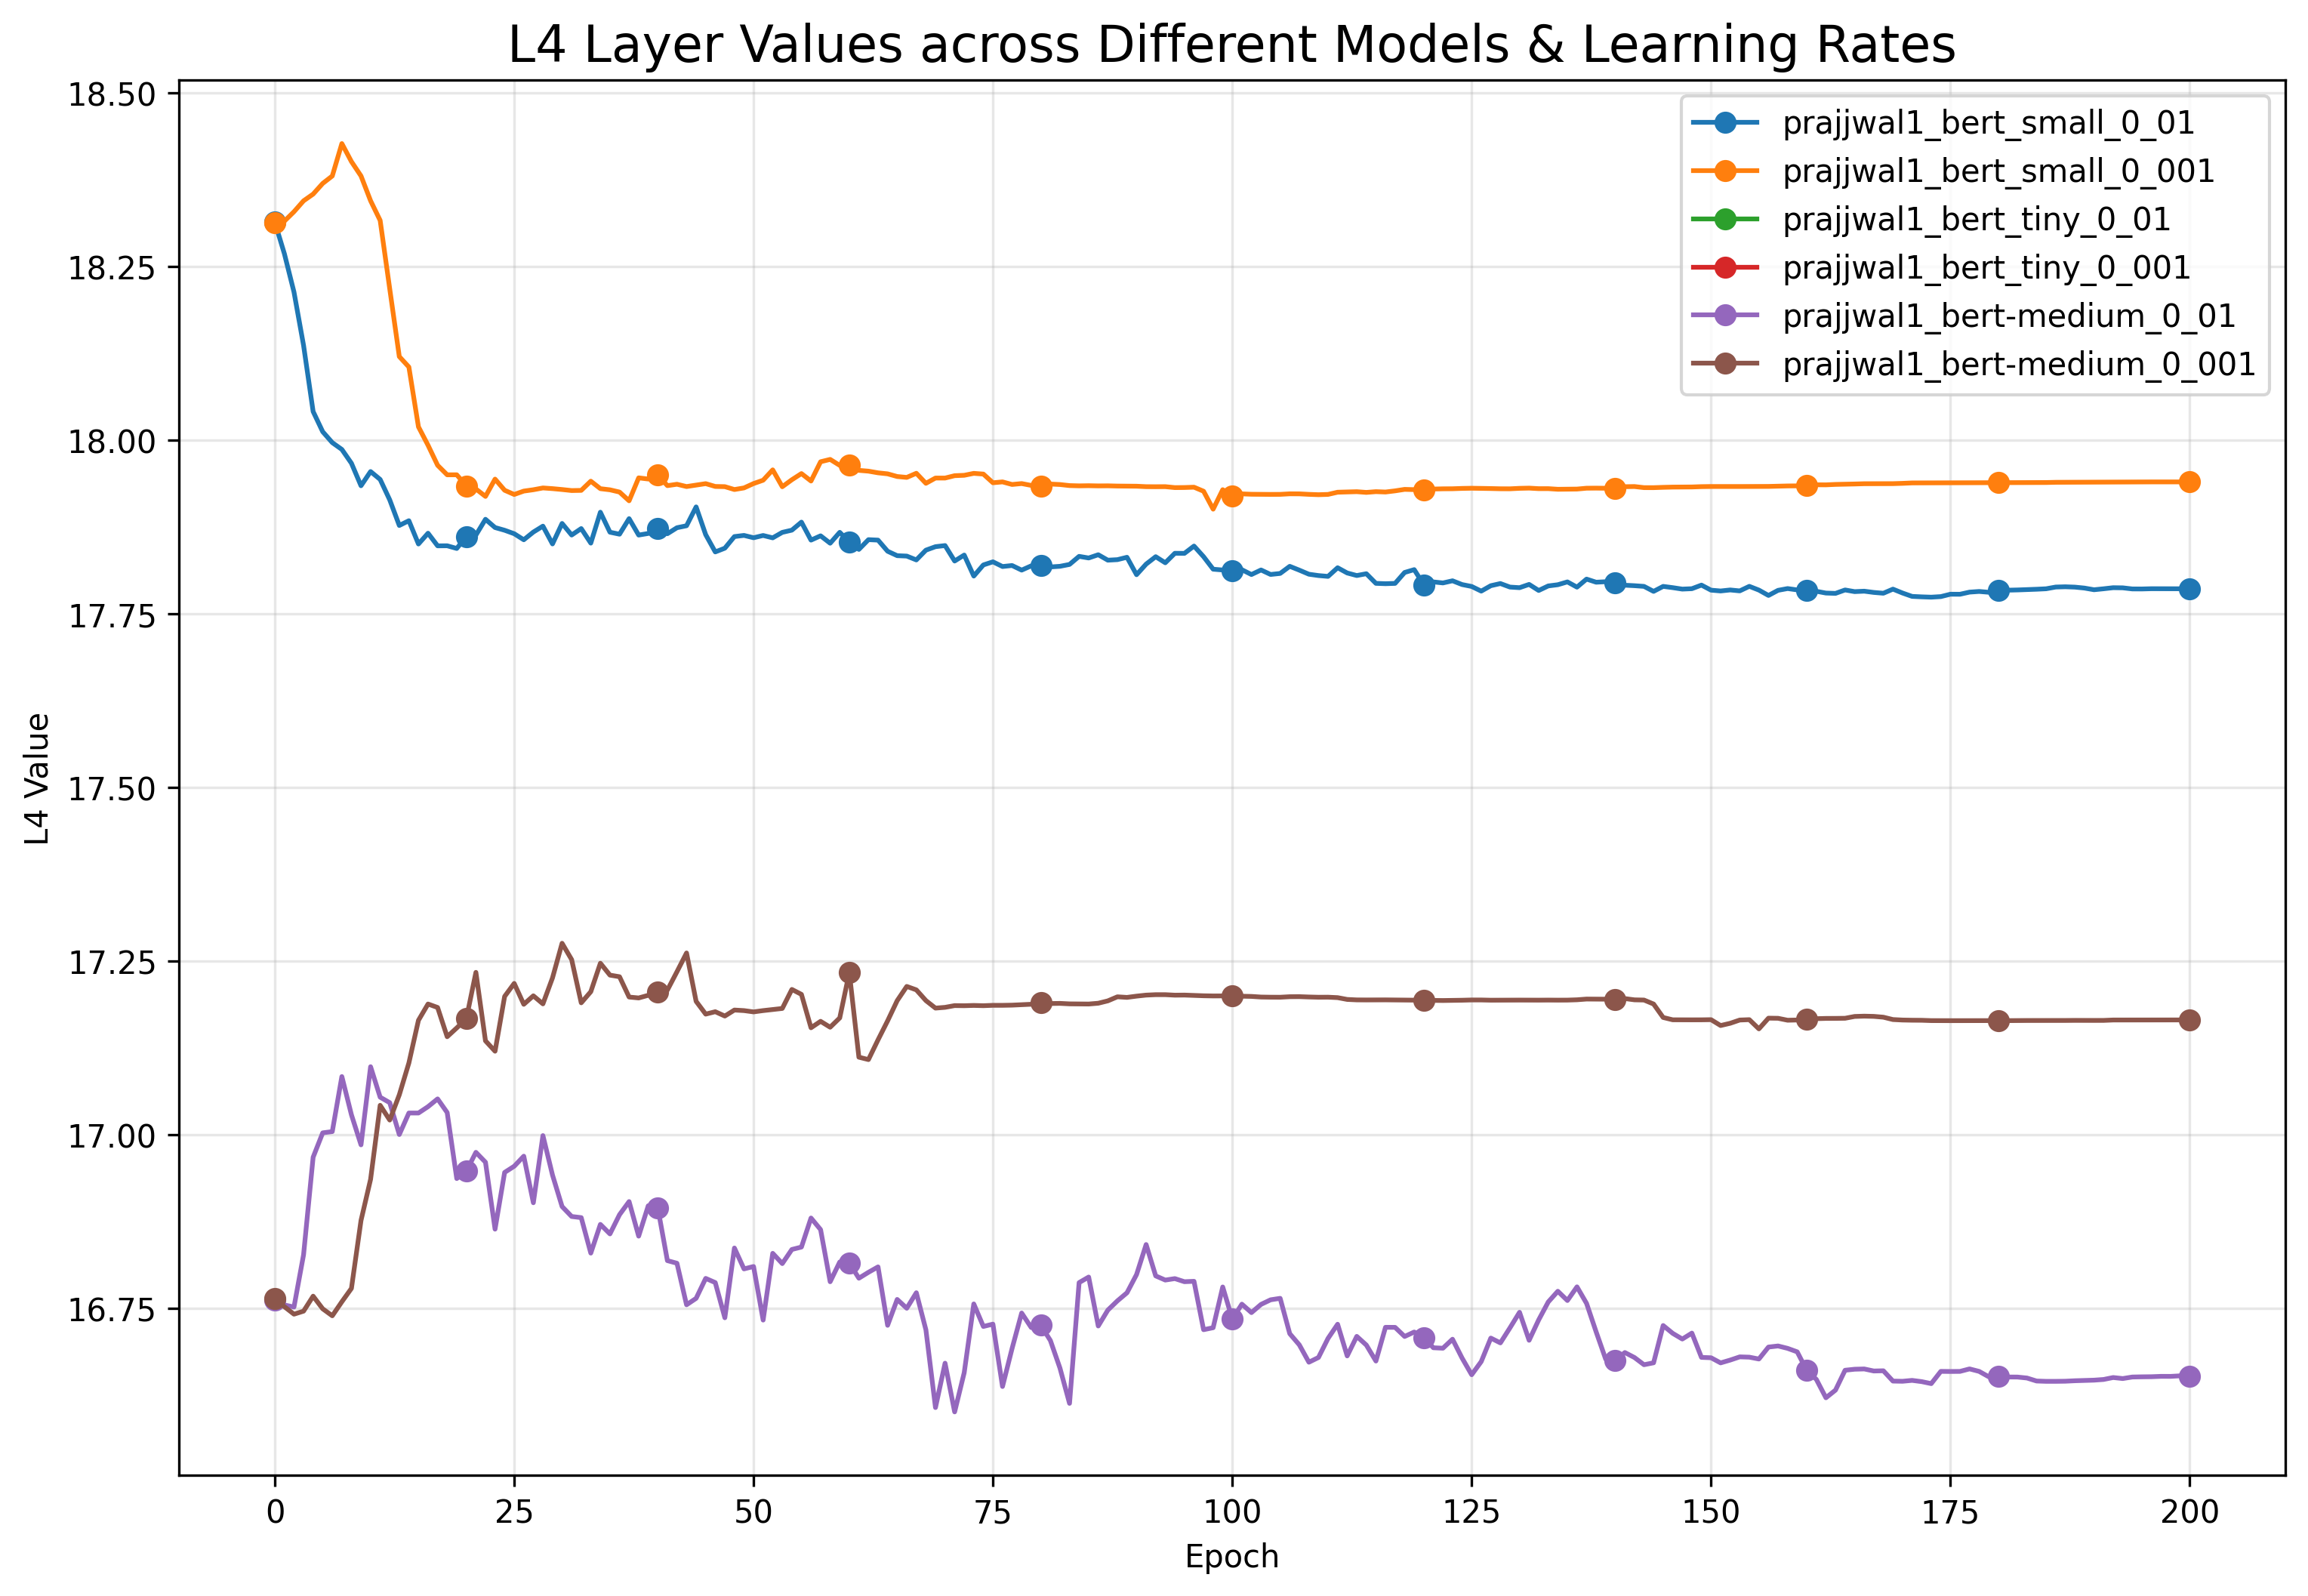 L4 Layer Values across Different Models & Learning Rates
18.50
18.25
18.00
17.75
17.50
17.25
17.00
16.75
L4 Value
prajjwal1_bert_small_0_01
prajjwal1_bert_small_0_001
prajjwal1_bert_tiny_0_01
prajjwal1_bert_tiny_0_001
prajjwal1_bert-medium_0_01
prajjwal1_bert-medium_0_001
0 25 50 75 100 125 150 175 200
Epoch